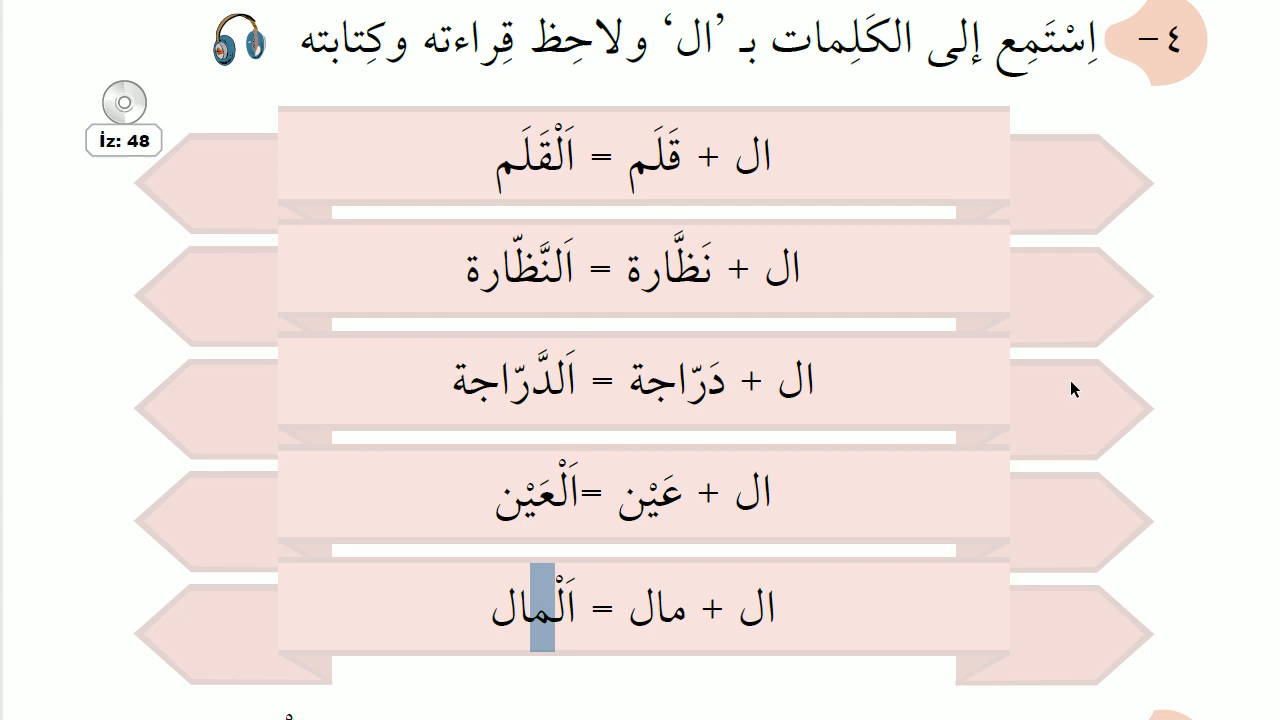 ٤ – اِسْتَمِع إلى الكَلِمات بـ ’ال‘ ولاحِظ قِراءته وكِتابته
İz: 48
ال + قَلَم = اَلْقَلَم
ال + نَظَّارة = اَلنَّظّارة
ال + دَرّاجة = اَلدَّرّاجة
ال + عَيْن =اَلْعَيْن
ال + مال = اَلْمال